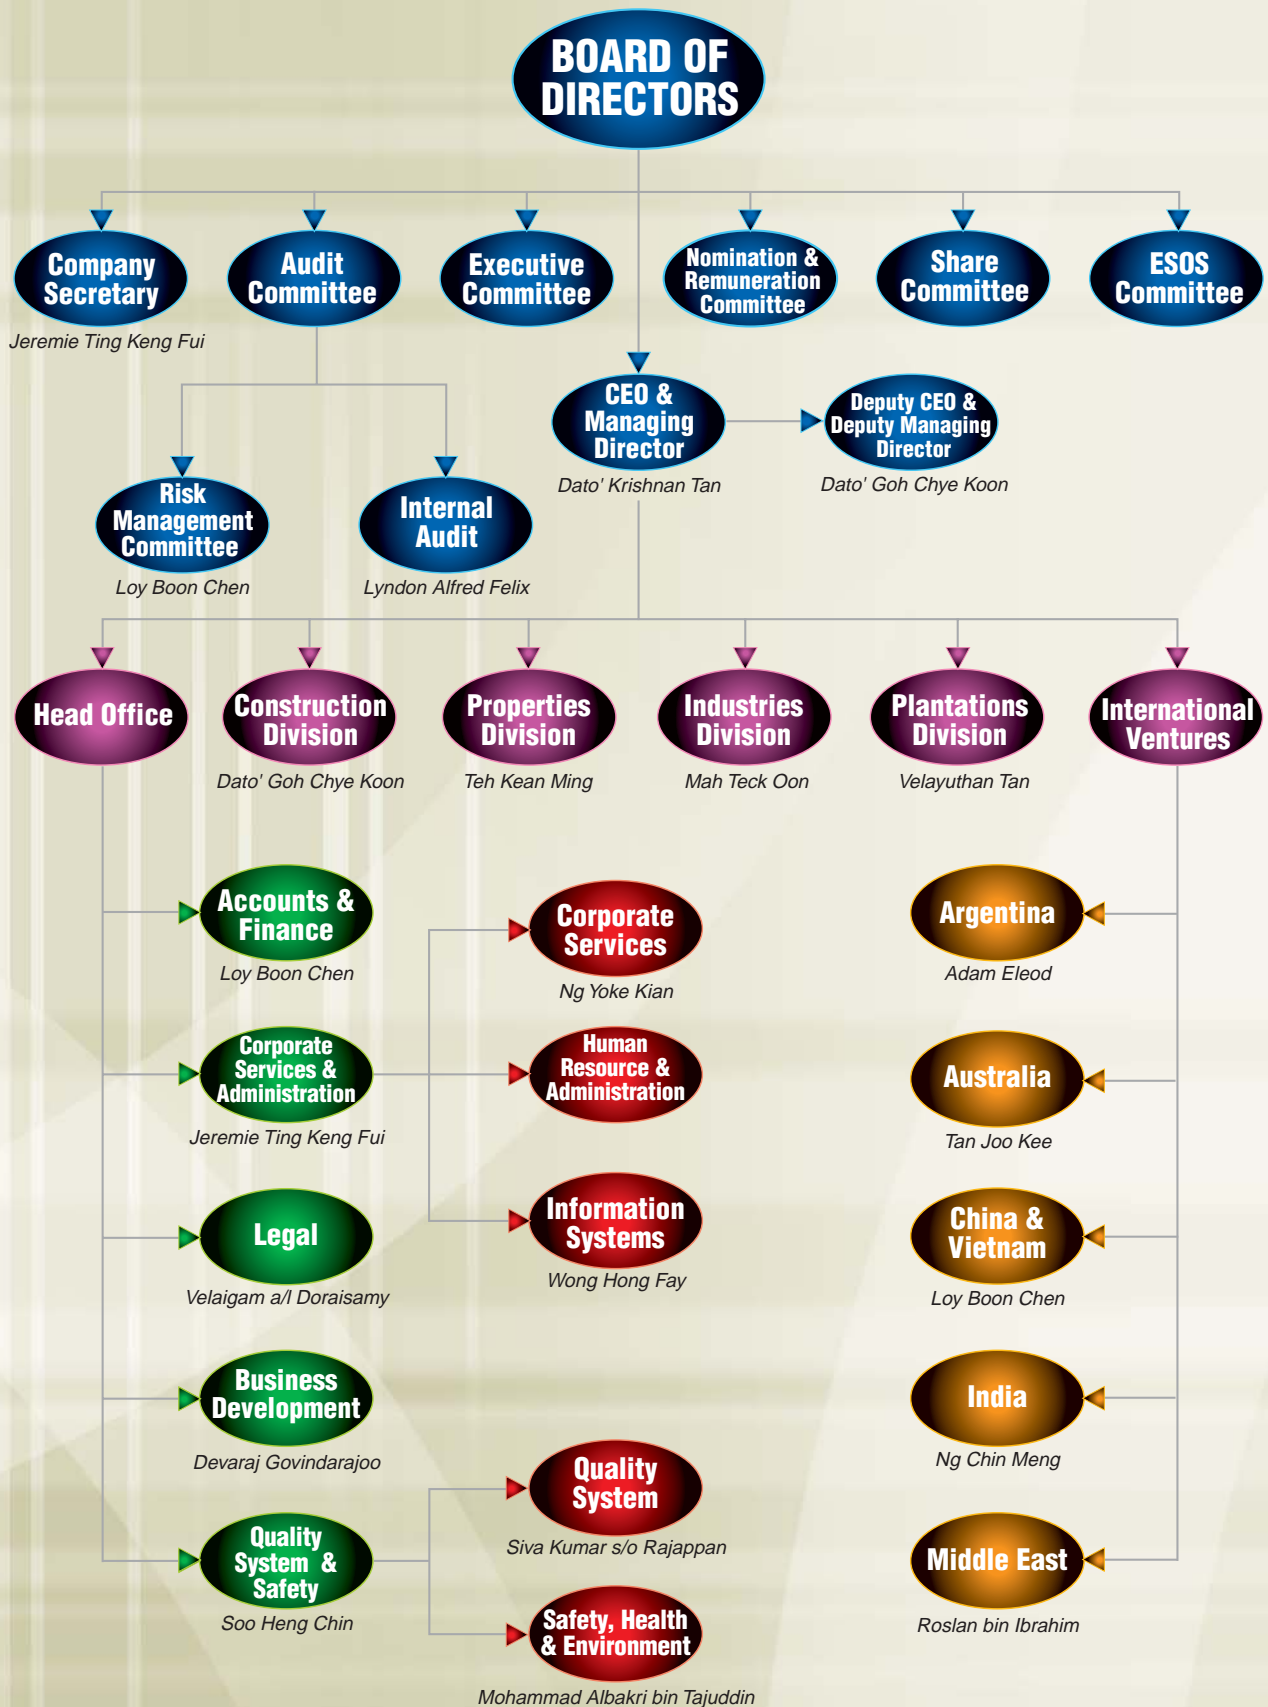 BOARD OF
DIRECTORS
Company
Secretary
Jeremie Ting Keng Fui
Audit
Committee
Executive
Committee
Nomination &
Remuneration
Committee
Share
Committee
ESOS
Committee
CEO &
Managing
Director
Dato' Krishnan Tan
Deputy CEO &
Deputy Managing
Director
Dato' Goh Chye Koon
Risk
Management
Committee
Loy Boon Chen
Internal
Audit
Lyndon Alfred Felix
Head Office
Construction
Division
Dato' Goh Chye Koon
Properties
Division
Teh Kean Ming
Industries
Division
Mah Teck Oon
Plantations
Division
Velayuthan Tan
International
Ventures
Accounts &
Finance
Loy Boon Chen
Corporate
Services &
Administration
Jeremie Ting Keng Fui
Legal
Velaigam a/l Doraisamy
Business
Development
Devaraj Govindarajoo
Quality
System &
Safety
Soo Heng Chin
Corporate
Services
Ng Yoke Kian
Human
Resource &
Administration
Information
Systems
Wong Hong Fay
Quality
System
Siva Kumar s/o Rajappan
Safety, Health
& Environment
Mohammad Albakri bin Tajuddin
Argentina
Adam Eleod
Australia
Tan Joo Kee
China &
Vietnam
Loy Boon Chen
India
Ng Chin Meng
Middle East
Roslan bin Ibrahim